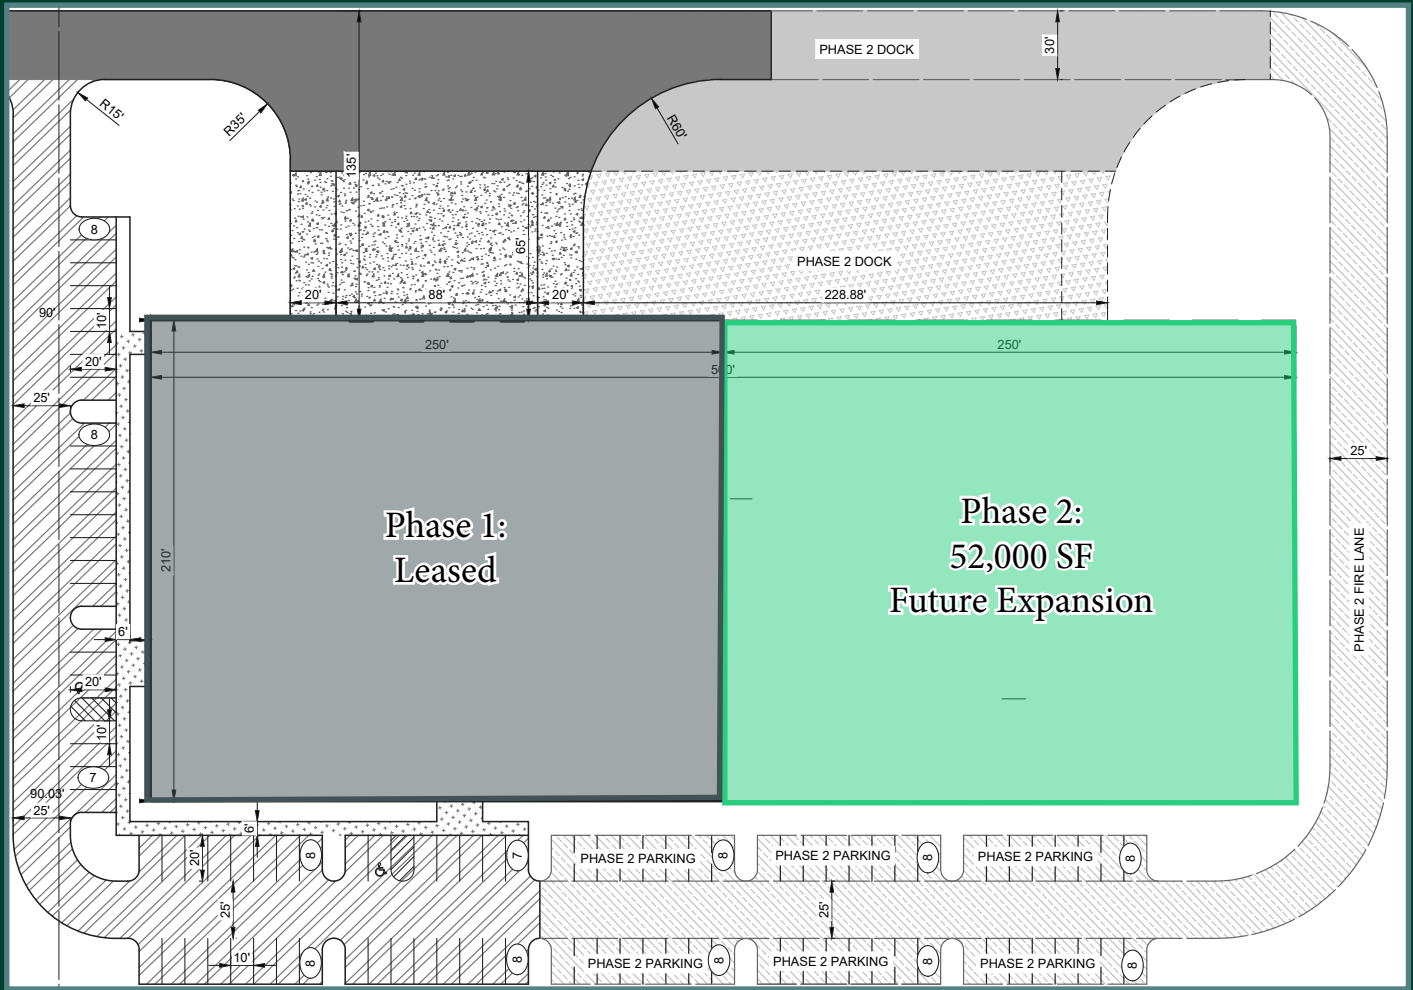 PHASE 2 DOCK
30'
R15'
R35'
R60'
135'
65'
8
PHASE 2 DOCK
20'
88'
20'
228.88'
90'
10'
250'
250'
500'
20'
25'
8
25'
Phase 1:
Leased
Phase 2:
52,000 SF
Future Expansion
210'
PHASE 2 FIRE LANE
6'
20'
10'
7
90.03'
25'
6'
20'
8
7
PHASE 2 PARKING
8
PHASE 2 PARKING
8
PHASE 2 PARKING
8
25'
25'
10'
8
8
PHASE 2 PARKING
8
PHASE 2 PARKING
8
PHASE 2 PARKING
8